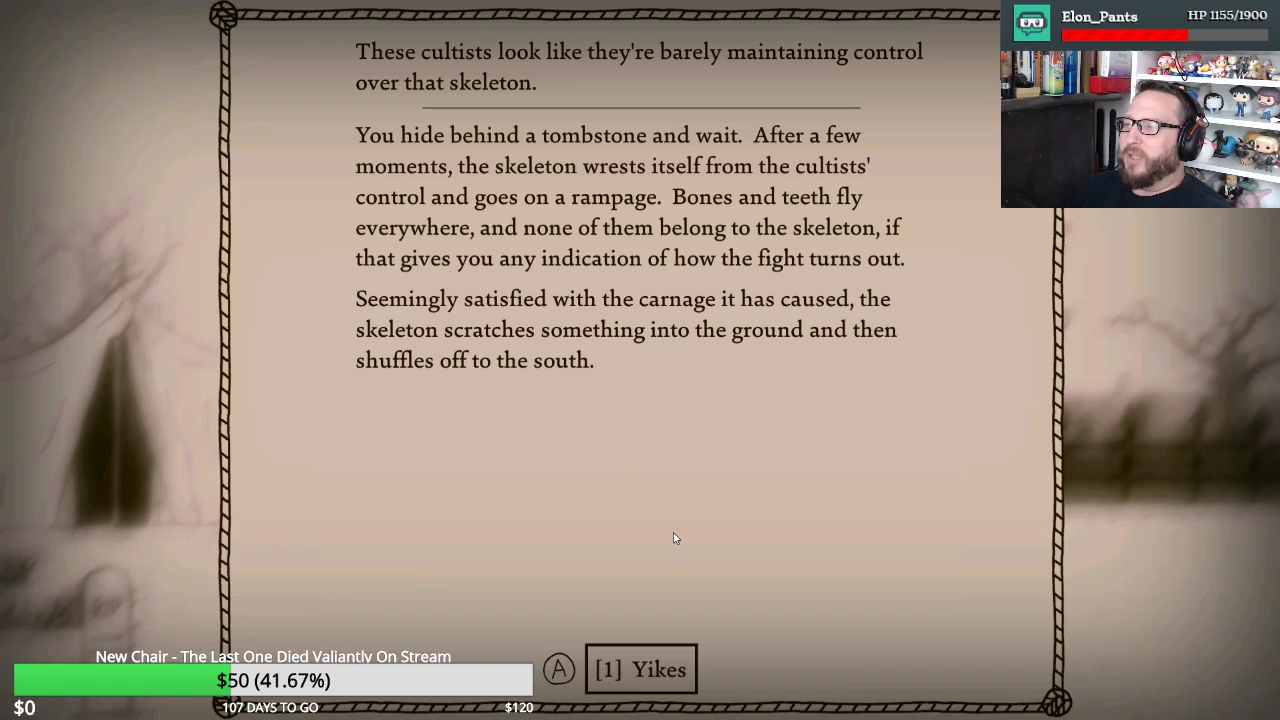 Elon_Pants HP 1155/1900
These cultists look like they're barely maintaining control
over that skeleton.
You hide behind a tombstone and wait.  After a few
moments, the skeleton wrests itself from the cultists'
control and goes on a rampage.  Bones and teeth fly
everywhere, and none of them belong to the skeleton, if
that gives you any indication of how the fight turns out.
Seemingly satisfied with the carnage it has caused, the
skeleton scratches something into the ground and then
shuffles off to the south.
New Chair - The Last One Died Valiantly On Stream
$50 (41.67%)
A [1] Yikes
$0 107 DAYS TO GO $120